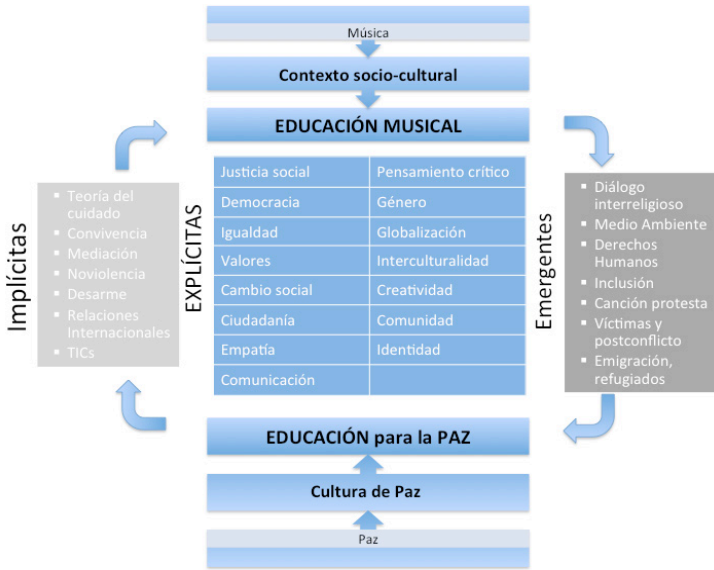 Música
Contexto socio-cultural
EDUCACIÓN MUSICAL
Implícitas
Teoría del
cuidado
Convivencia
Mediación
Noviolencia
Desarme
Relaciones
Internacionales
TICs
EXPLÍCITAS
Justicia social
Pensamiento crítico
Democracia
Género
Igualdad
Globalización
Valores
Interculturalidad
Cambio social
Creatividad
Ciudadanía
Comunidad
Empatía
Identidad
Comunicación
Emergentes
Diálogo
interreligioso
Medio Ambiente
Derechos
Humanos
Inclusión
Canción protesta
Víctimas y
postconflicto
Emigración,
refugiados
EDUCACIÓN para la PAZ
Cultura de Paz
Paz